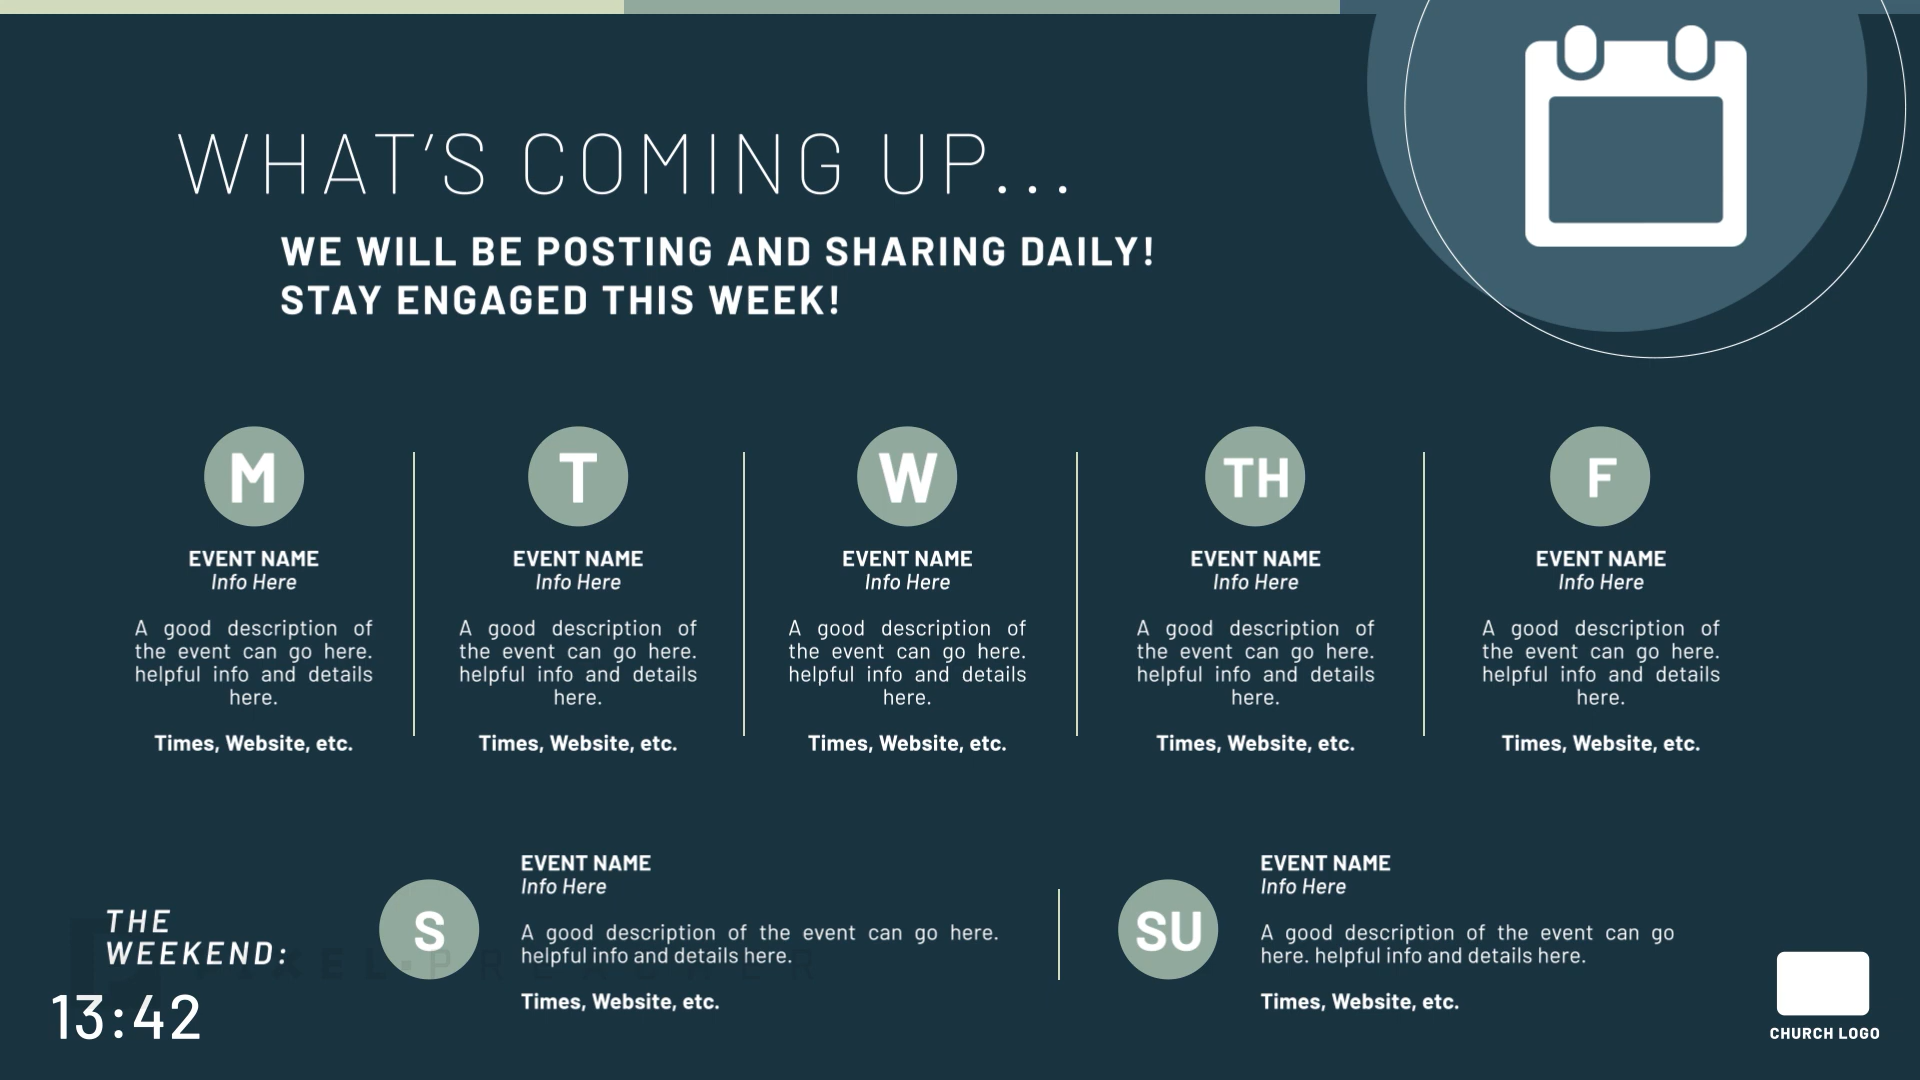 WHAT'S COMING UP...
WE WILL BE POSTING AND SHARING DAILY!
STAY ENGAGED THIS WEEK!
M
EVENT NAME
Info Here
A good description of
the event can go here.
helpful info and details
here.
Times, Website, etc.
T
EVENT NAME
Info Here
A good description of
the event can go here.
helpful info and details
here.
Times, Website, etc.
W
EVENT NAME
Info Here
A good description of
the event can go here.
helpful info and details
here.
Times, Website, etc.
TH
EVENT NAME
Info Here
A good description of
the event can go here.
helpful info and details
here.
Times, Website, etc.
F
EVENT NAME
Info Here
A good description of
the event can go here.
helpful info and details
here.
Times, Website, etc.
THE
WEEKEND:
S
EVENT NAME
Info Here
A good description of the event can go here.
helpful info and details here.
Times, Website, etc.
SU
EVENT NAME
Info Here
A good description of the event can go
here. helpful info and details here.
Times, Website, etc.
PIXEL·PREACHER
13:42
CHURCH LOGO